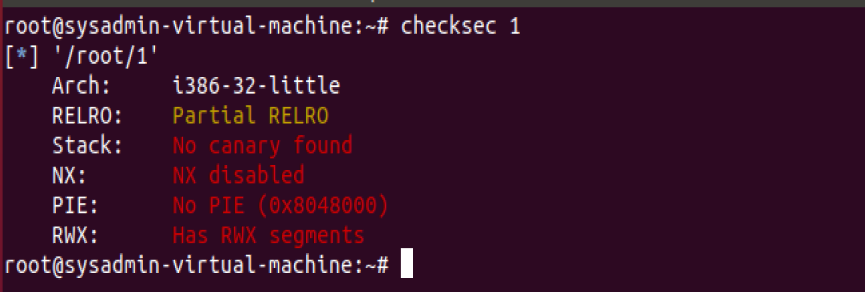 root@sysadmin-virtual-machine:~# checksec 1
[*] '/root/1'
    Arch:     i386-32-little
    RELRO:    Partial RELRO
    Stack:    No canary found
    NX:       NX disabled
    PIE:      No PIE (0x8048000)
    RWX:      Has RWX segments
root@sysadmin-virtual-machine:~#